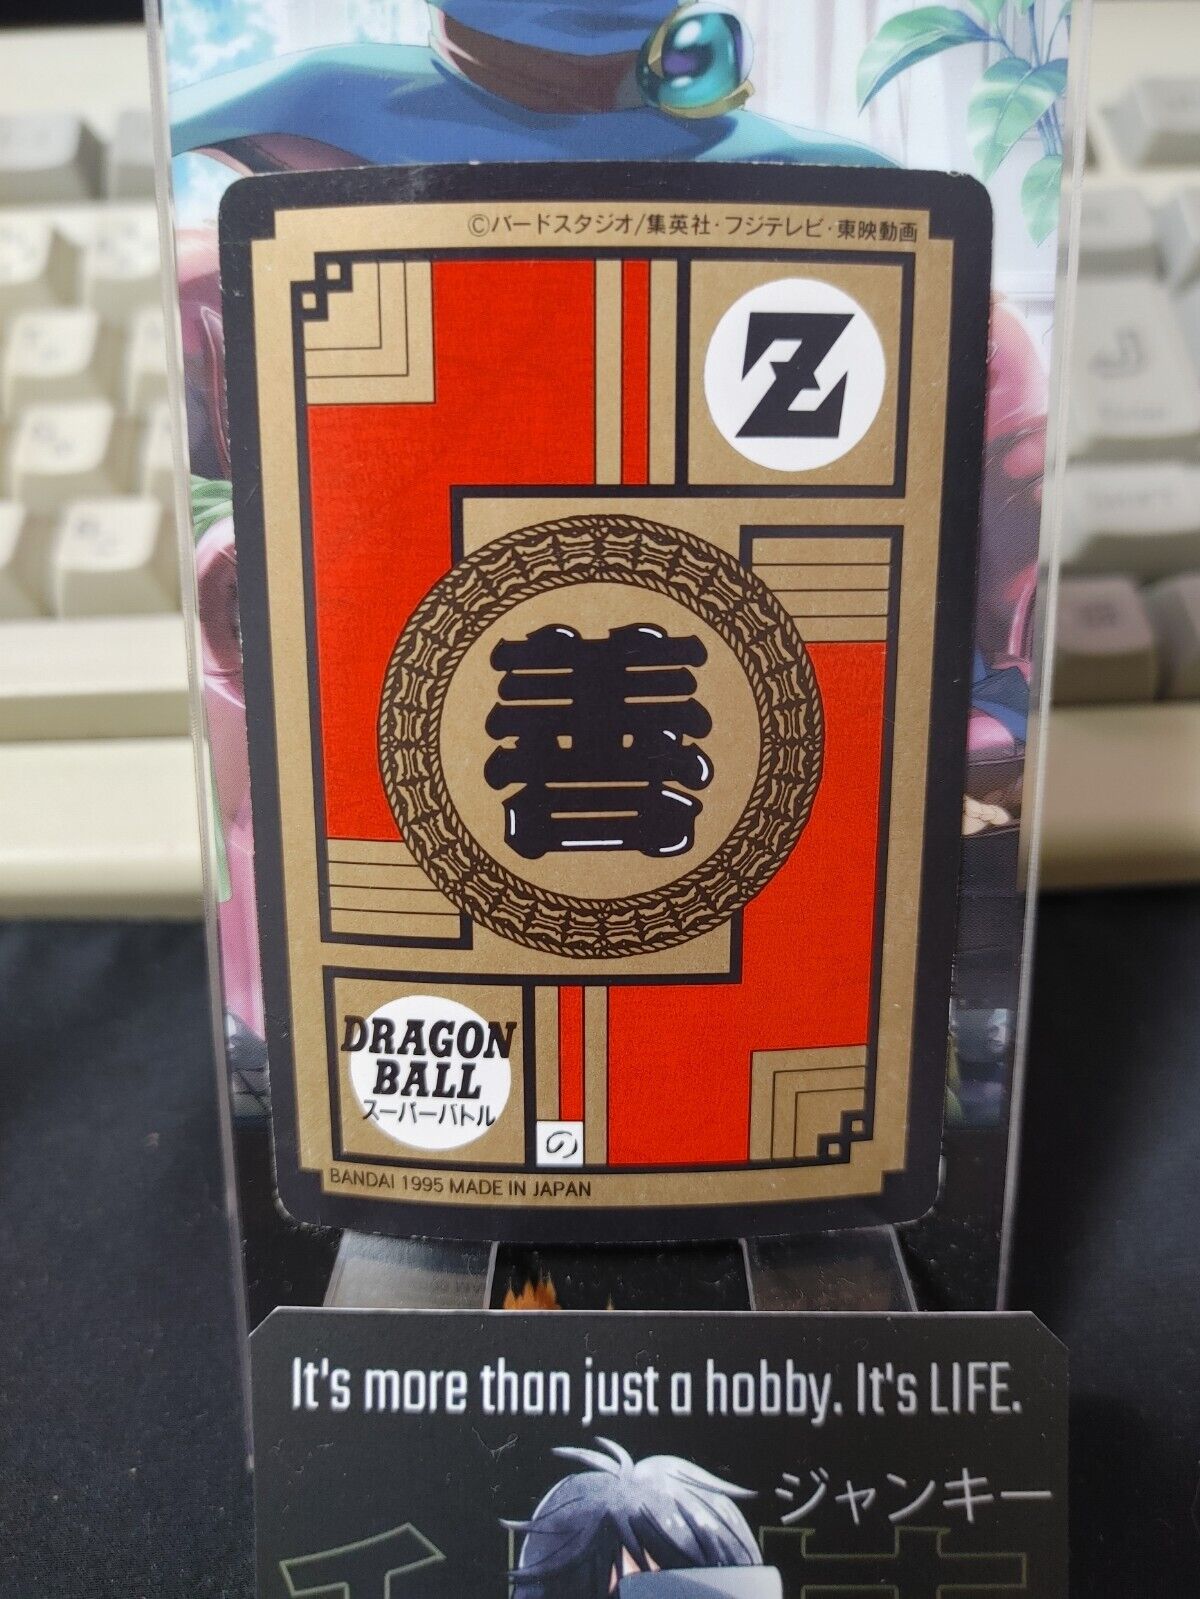 ©バードスタジオ/集英社・フジテレビ・東映動画
Z
善
DRAGON
BALL
スーパーバトル
の
BANDAI 1995 MADE IN JAPAN
It's more than just a hobby. It's LIFE.
ジャンキー